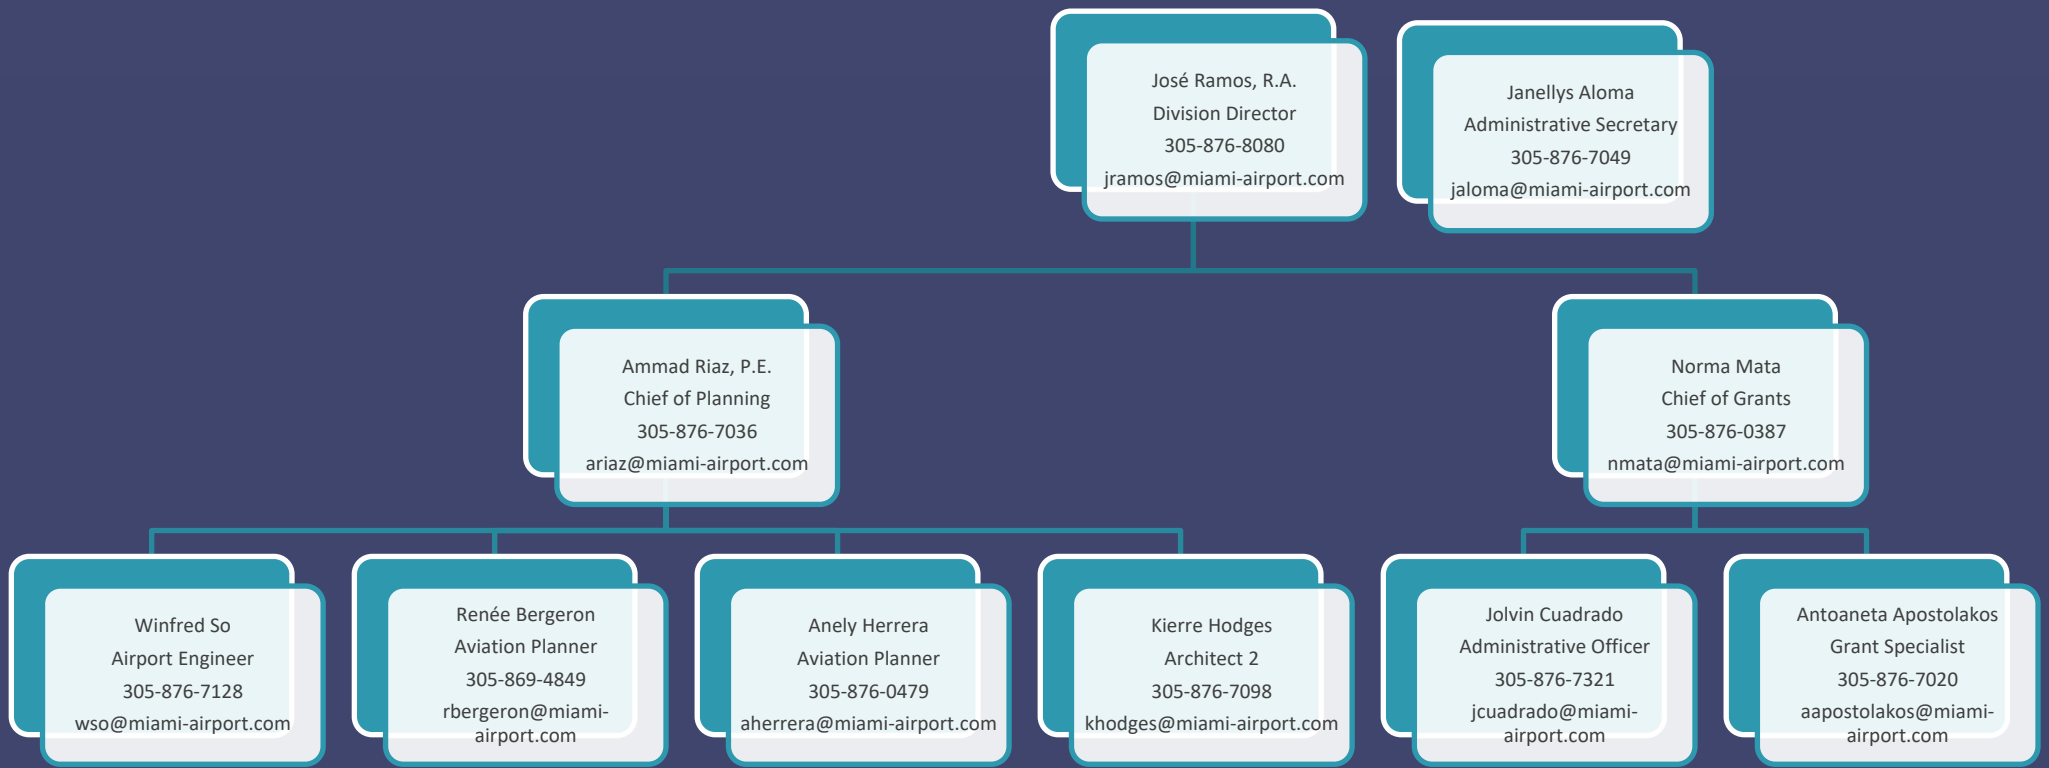 José Ramos, R.A.
Division Director
305-876-8080
jramos@miami-airport.com
Janellys Aloma
Administrative Secretary
305-876-7049
jaloma@miami-airport.com
Ammad Riaz, P.E.
Chief of Planning
305-876-7036
ariaz@miami-airport.com
Norma Mata
Chief of Grants
305-876-0387
nmata@miami-airport.com
Winfred So
Airport Engineer
305-876-7128
wso@miami-airport.com
Renée Bergeron
Aviation Planner
305-869-4849
rbergeron@miami-
airport.com
Anely Herrera
Aviation Planner
305-876-0479
aherrera@miami-airport.com
Kierre Hodges
Architect 2
305-876-7098
khodges@miami-airport.com
Jolvin Cuadrado
Administrative Officer
305-876-7321
jcuadrado@miami-
airport.com
Antoaneta Apostolakos
Grant Specialist
305-876-7020
aapostolakos@miami-
airport.com